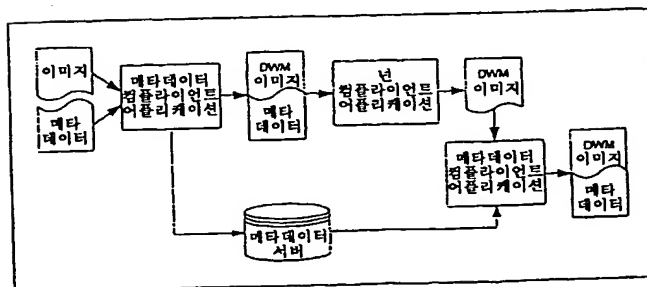 이미지
메타
데이터
메타데이터
컴플라이언트
어플리케이션
DWM
이미지
메타
데이터
넌
컴플라이언트
어플리케이션
DWM
이미지
메타데이터
컴플라이언트
어플리케이션
DWM
이미지
메타
데이터
메타데이터
서버